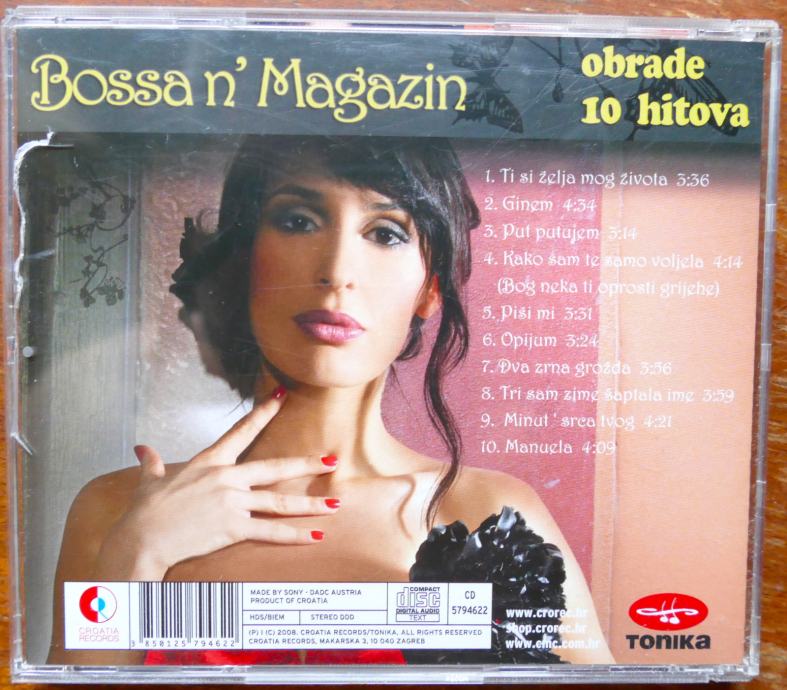 Bossa n' Magazin
obrade
10 hitova
1. Ti si želja mog života 3:36
2. Ginem 4:34
3. Put putujem 3:14
4. Kako sam te samo voljela 4:14
(Bog neka ti oprosti grijehe)
5. Piši mi 3:31
6. Opijum 3:24
7. Dva zrna grožda 3:56
8. Tri sam zime šaptala ime 3:59
9. Minut ' srca tvog 4:21
10. Manuela 4:09
CROATIA
RECORDS
3 850125 794622
MADE BY SONY - DADC AUSTRIA
PRODUCT OF CROATIA
HDS/BIEM
STEREO DDD
COMPACT
disc
DIGITAL AUDIO
TEXT
CD
5794622
(P) I (C) 2008. CROATIA RECORDS/TONIKA, ALL RIGHTS RESERVED
CROATIA RECORDS, MAKARSKA 3, 10 040 ZAGREB
www.crorec.hr
shop.crorec.hr
www.emc.com.hr
TONIKA